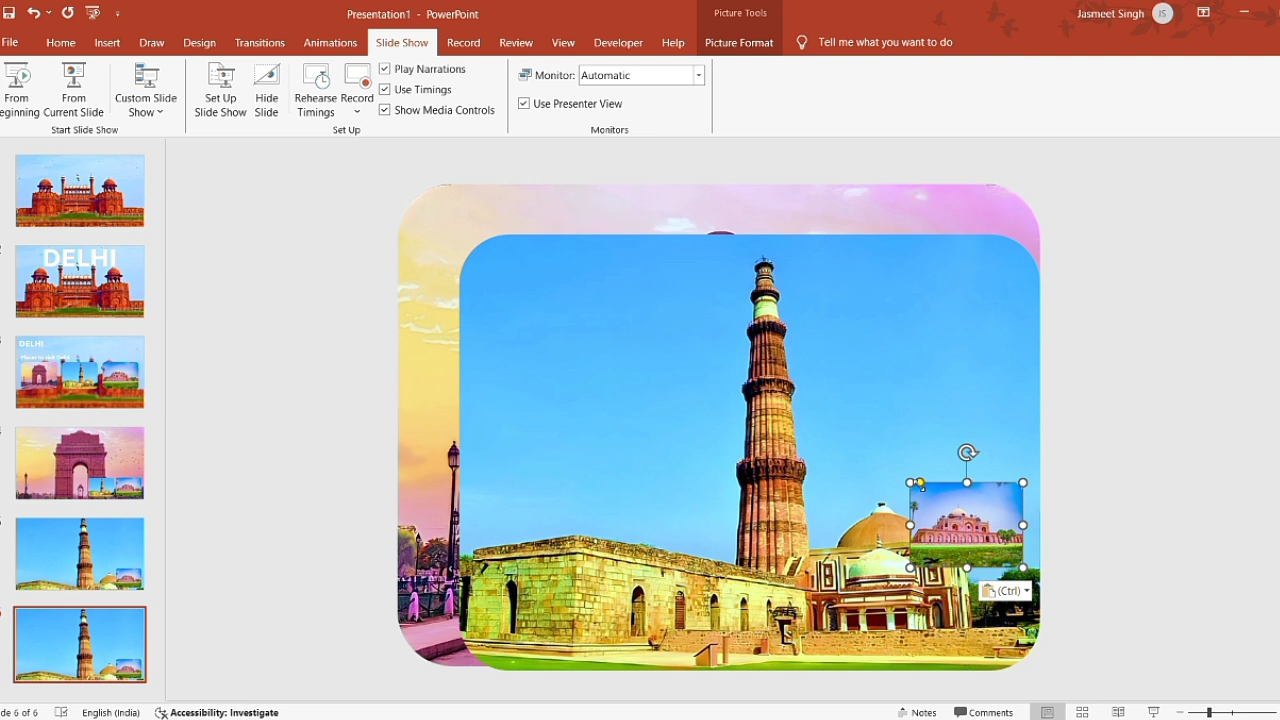 Presentation1 - PowerPoint
Picture Tools
Jasmeet Singh
JS
File Home Insert Draw Design Transitions Animations Slide Show Record Review View Developer Help Picture Format Tell me what you want to do
From
eginning
From
Current Slide
Custom Slide
Show
Set Up
Slide Show
Hide
Slide
Rehearse
Timings
Record
Play Narrations
Use Timings
Show Media Controls
Monitor: Automatic
Use Presenter View
Start Slide Show
Set Up
Monitors
DELHI
DELHI
(Ctrl)
de 6 of 6
English (India)
Accessibility: Investigate
Notes
Comments